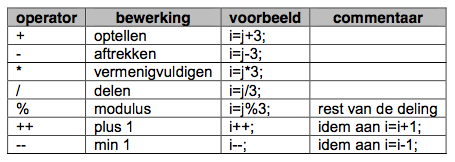 operator bewerking voorbeeld commentaar
+ optellen i=j+3;
- aftrekken i=j-3;
* vermenigvuldigen i=j*3;
/ delen i=j/3;
% modulus i=j%3; rest van de deling
++ plus 1 i++; idem aan i=i+1;
-- min 1 i--; idem aan i=i-1;